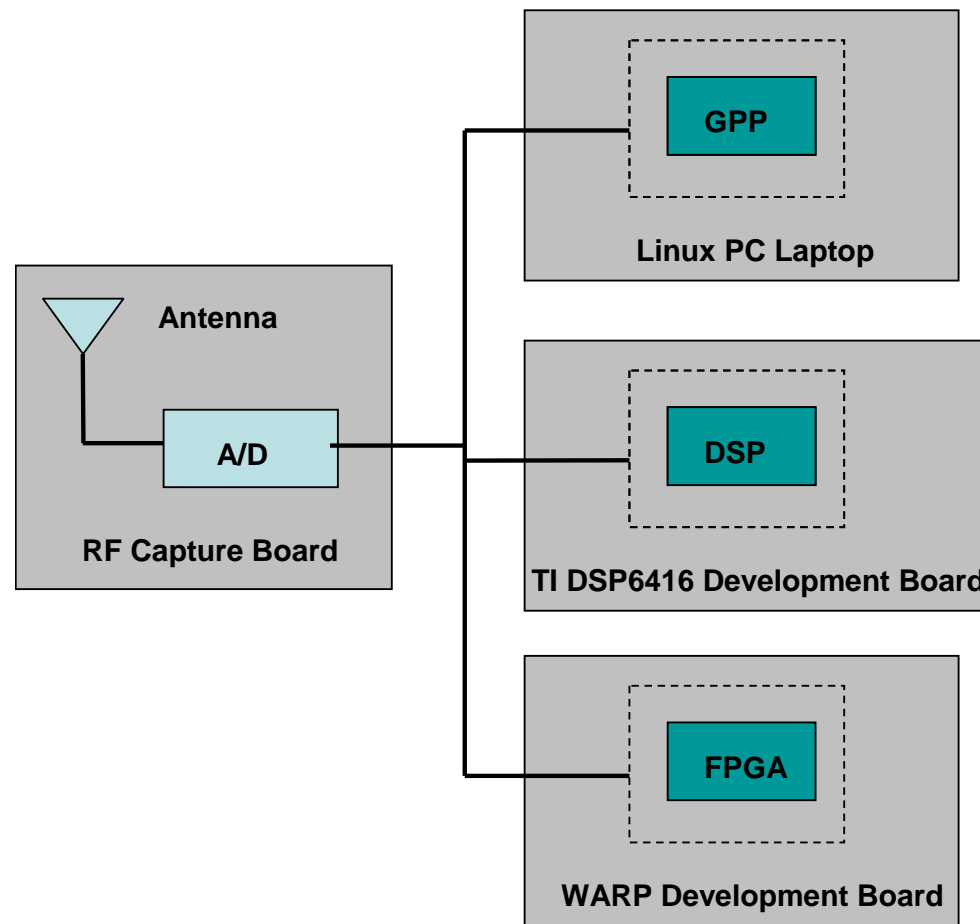 GPP
Linux PC Laptop
Antenna
A/D
RF Capture Board
DSP
TI DSP6416 Development Board
FPGA
WARP Development Board